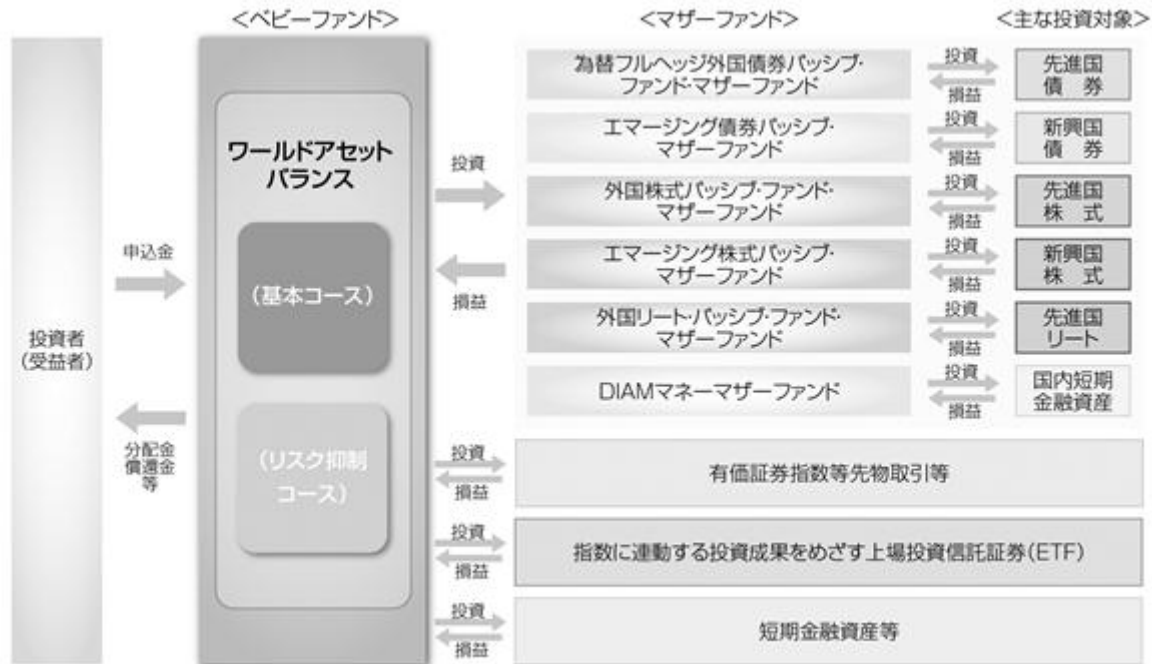 <ベビーファンド>
<マザーファンド>
<主な投資対象>
投資者
(受益者)
申込金
分配金
償還金
等
ワールドアセット
バランス
(基本コース)
(リスク抑制
コース)
投資
損益
為替フルヘッジ外国債券パッシブ・
ファンド・マザーファンド
投資
損益
先進国
債 券
エマージング債券パッシブ・
マザーファンド
投資
損益
新興国
債 券
外国株式パッシブ・ファンド・
マザーファンド
投資
損益
先進国
株 式
エマージング株式パッシブ・
マザーファンド
投資
損益
新興国
株 式
外国リート・パッシブ・ファンド・
マザーファンド
投資
損益
先進国
リート
DIAMマネーマザーファンド
投資
損益
国内短期
金融資産
投資
損益
有価証券指数等先物取引等
投資
損益
指数に連動する投資成果をめざす上場投資信託証券(ETF)
投資
損益
短期金融資産等